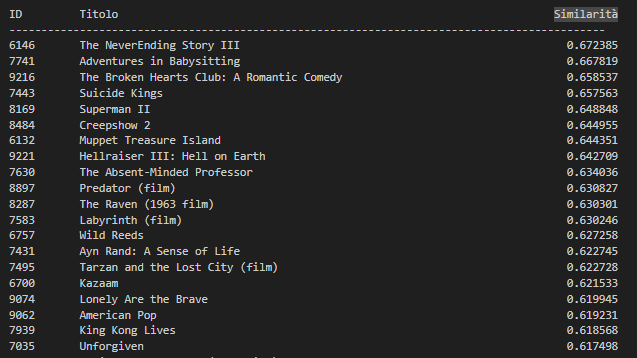 ID Titolo Similarità
--------------------------------------------------------------------------------
6146 The NeverEnding Story III 0.672385
7741 Adventures in Babysitting 0.667819
9216 The Broken Hearts Club: A Romantic Comedy 0.658537
7443 Suicide Kings 0.657563
8169 Superman II 0.648848
8484 Creepshow 2 0.644955
6132 Muppet Treasure Island 0.644351
9221 Hellraiser III: Hell on Earth 0.642709
7630 The Absent-Minded Professor 0.634036
8897 Predator (film) 0.630827
8287 The Raven (1963 film) 0.630301
7583 Labyrinth (film) 0.630246
6757 Wild Reeds 0.627258
7431 Ayn Rand: A Sense of Life 0.622745
7495 Tarzan and the Lost City (film) 0.622728
6700 Kazaam 0.621533
9074 Lonely Are the Brave 0.619945
9062 American Pop 0.619231
7939 King Kong Lives 0.618568
7035 Unforgiven 0.617498